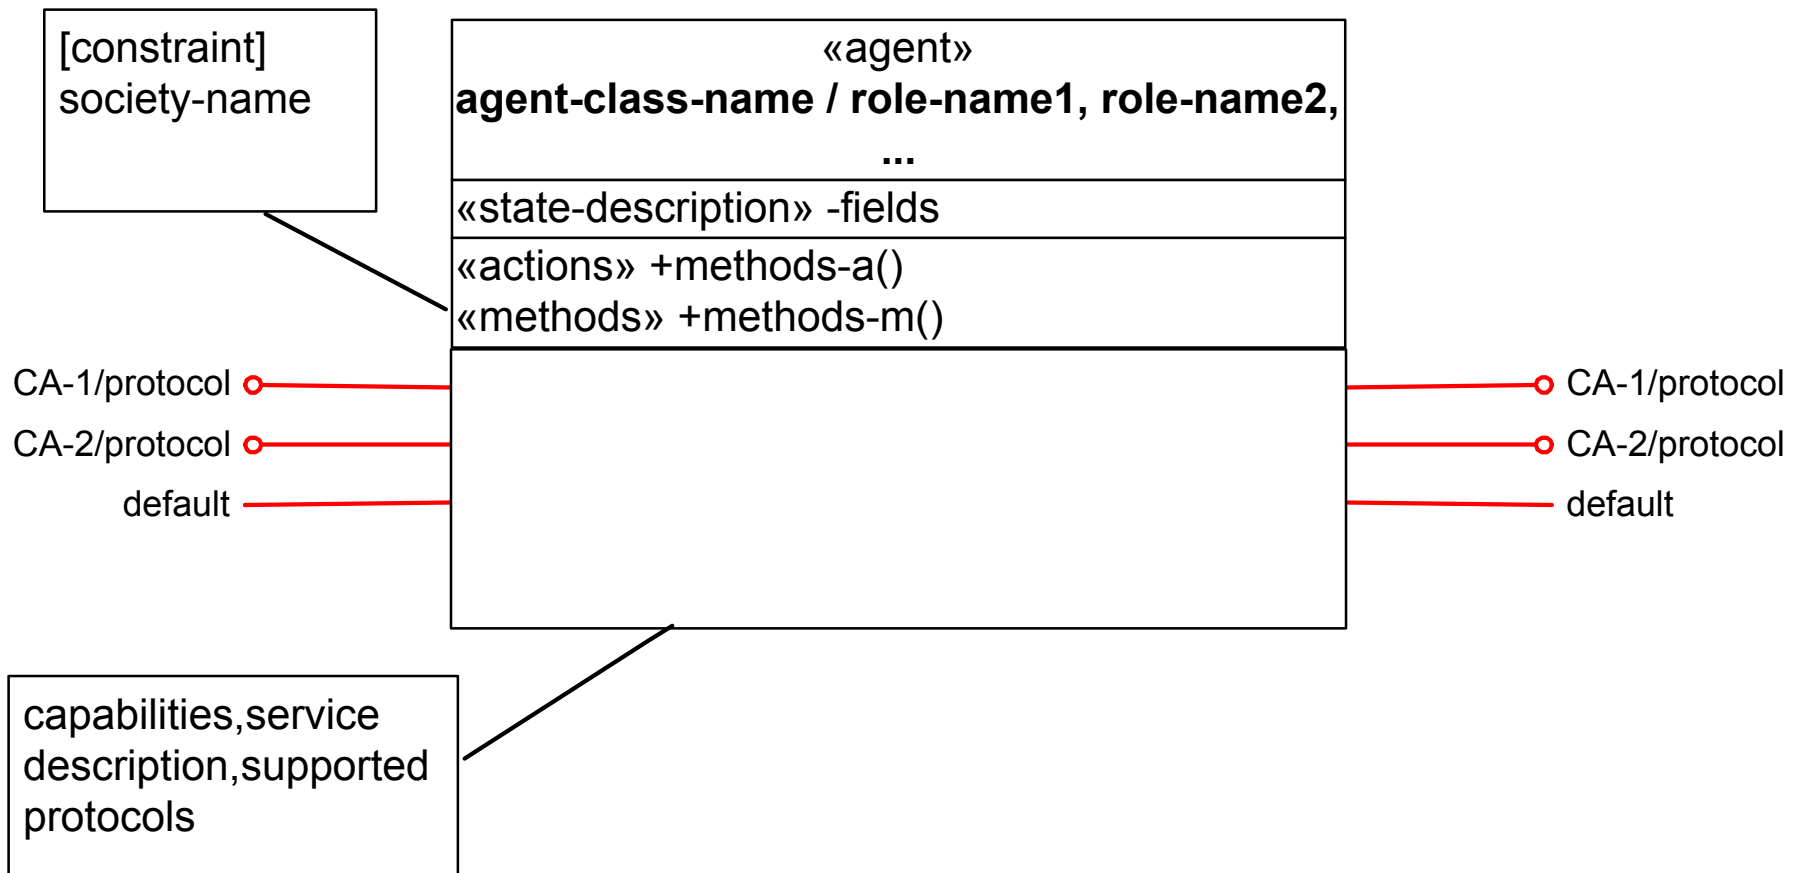 [constraint]
society-name
«agent»
agent-class-name / role-name1, role-name2,
...
«state-description» -fields
«actions» +methods-a()
«methods» +methods-m()
CA-1/protocol
CA-2/protocol
default
CA-1/protocol
CA-2/protocol
default
capabilities,service
description,supported
protocols